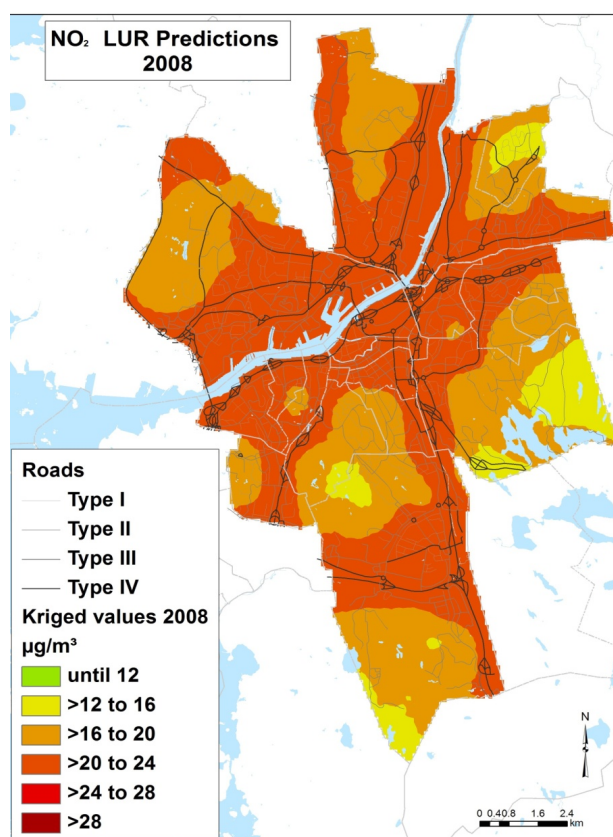 NO₂ LUR Predictions
2008
Roads
Type I
Type II
Type III
Type IV
Kriged values 2008
µg/m³
until 12
>12 to 16
>16 to 20
>20 to 24
>24 to 28
>28
N
0 0.40.8 1.6 2.4
km